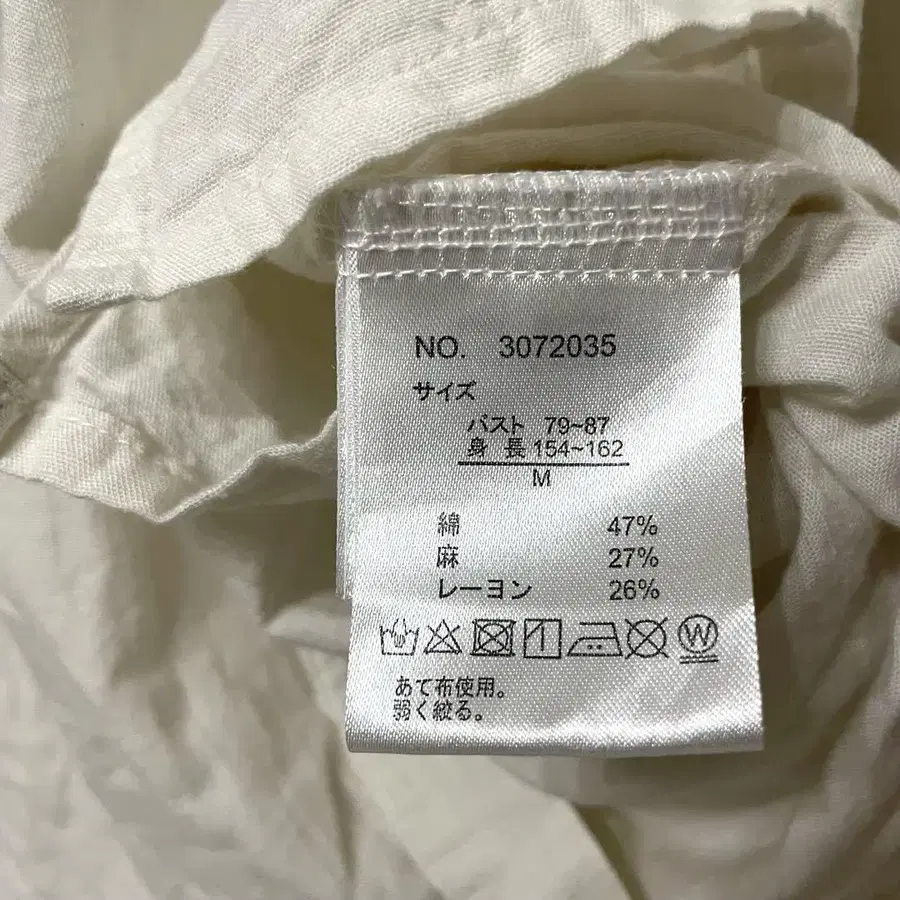 NO. 3072035
サイズ
バスト 79~87
身長 154~162
M
綿 47%
麻 27%
レーヨン 26%
W
あて布使用。
弱く絞る。